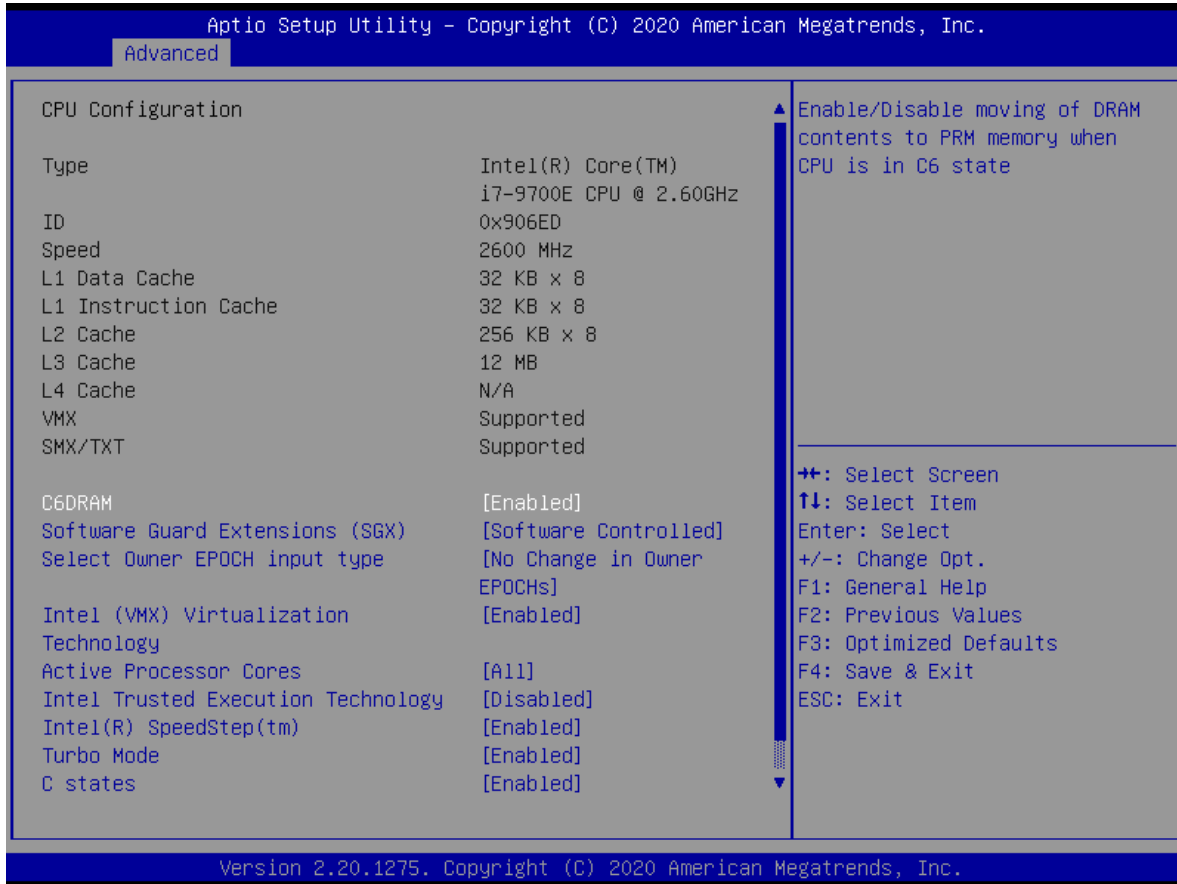 Aptio Setup Utility – Copyright (C) 2020 American Megatrends, Inc.
Advanced
CPU Configuration
Type Intel(R) Core(TM)
i7-9700E CPU @ 2.60GHz
ID 0x906ED
Speed 2600 MHz
L1 Data Cache 32 KB x 8
L1 Instruction Cache 32 KB x 8
L2 Cache 256 KB x 8
L3 Cache 12 MB
L4 Cache N/A
VMX Supported
SMX/TXT Supported
C6DRAM [Enabled]
Software Guard Extensions (SGX) [Software Controlled]
Select Owner EPOCH input type [No Change in Owner
EPOCHs]
Intel (VMX) Virtualization [Enabled]
Technology
Active Processor Cores [All]
Intel Trusted Execution Technology [Disabled]
Intel(R) SpeedStep(tm) [Enabled]
Turbo Mode [Enabled]
C states [Enabled]
Enable/Disable moving of DRAM
contents to PRM memory when
CPU is in C6 state
→←: Select Screen
↑↓: Select Item
Enter: Select
+/-: Change Opt.
F1: General Help
F2: Previous Values
F3: Optimized Defaults
F4: Save & Exit
ESC: Exit
Version 2.20.1275. Copyright (C) 2020 American Megatrends, Inc.